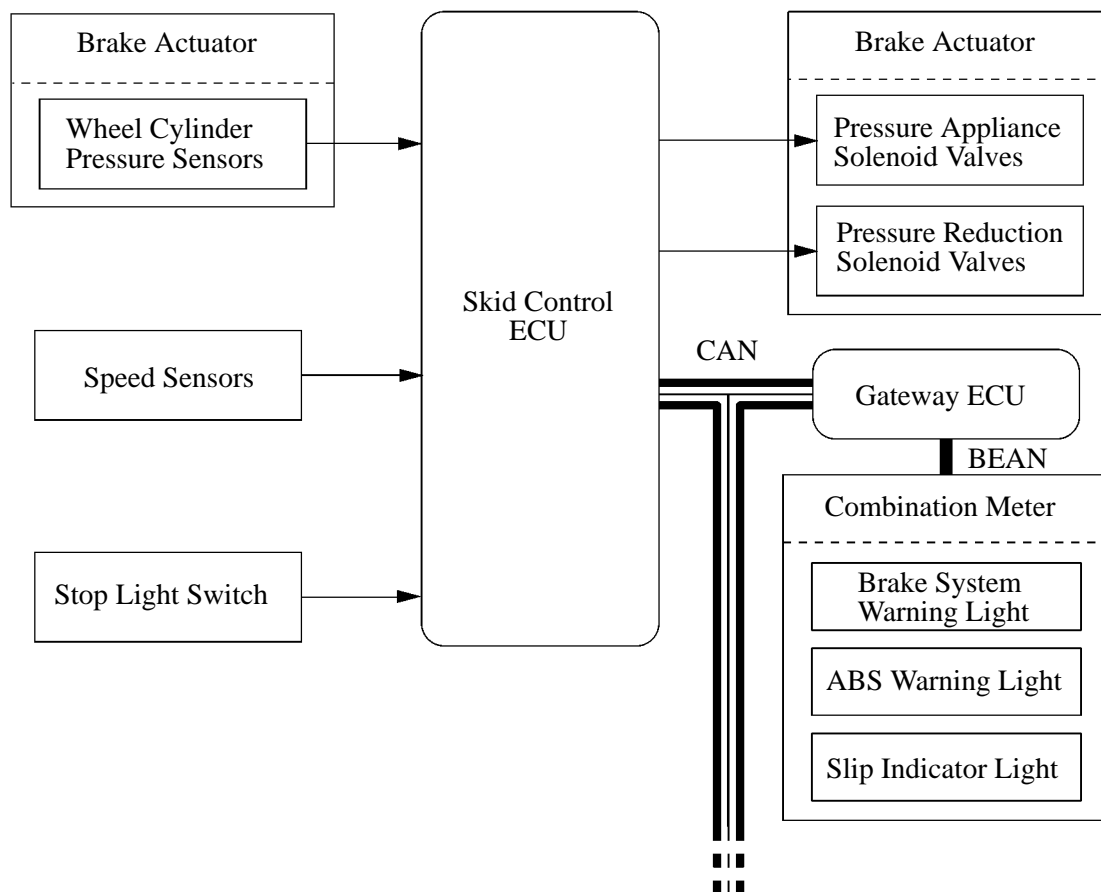 Brake Actuator
Wheel Cylinder
Pressure Sensors
Speed Sensors
Stop Light Switch
Skid Control
ECU
Brake Actuator
Pressure Appliance
Solenoid Valves
Pressure Reduction
Solenoid Valves
CAN
Gateway ECU
BEAN
Combination Meter
Brake System
Warning Light
ABS Warning Light
Slip Indicator Light